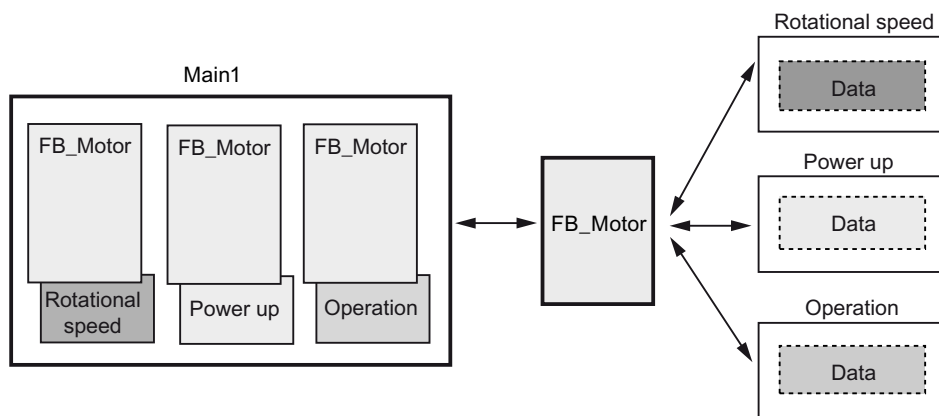 Main1
FB_Motor
FB_Motor
FB_Motor
Rotational
speed
Power up
Operation
FB_Motor
Rotational speed
Data
Power up
Data
Operation
Data